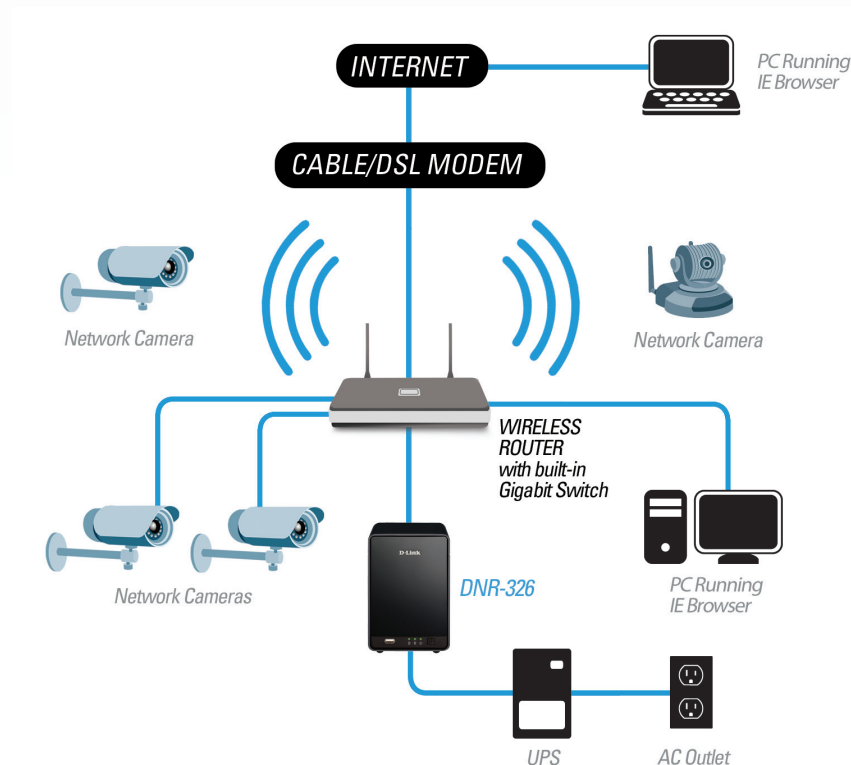 INTERNET
PC Running
IE Browser
CABLE/DSL MODEM
Network Camera
Network Camera
WIRELESS
ROUTER
with built-in
Gigabit Switch
Network Cameras
D-Link
DNR-326
PC Running
IE Browser
UPS
AC Outlet